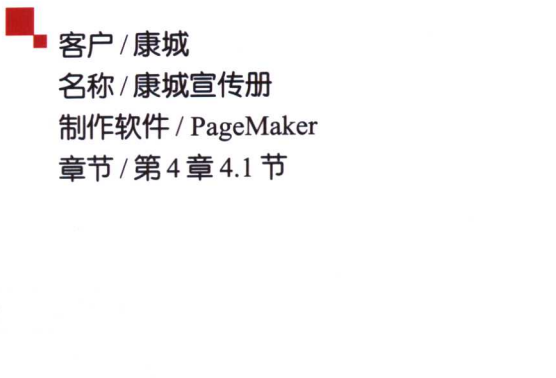 客户 / 康城
名称 / 康城宣传册
制作软件 / PageMaker
章节 / 第 4 章 4.1 节